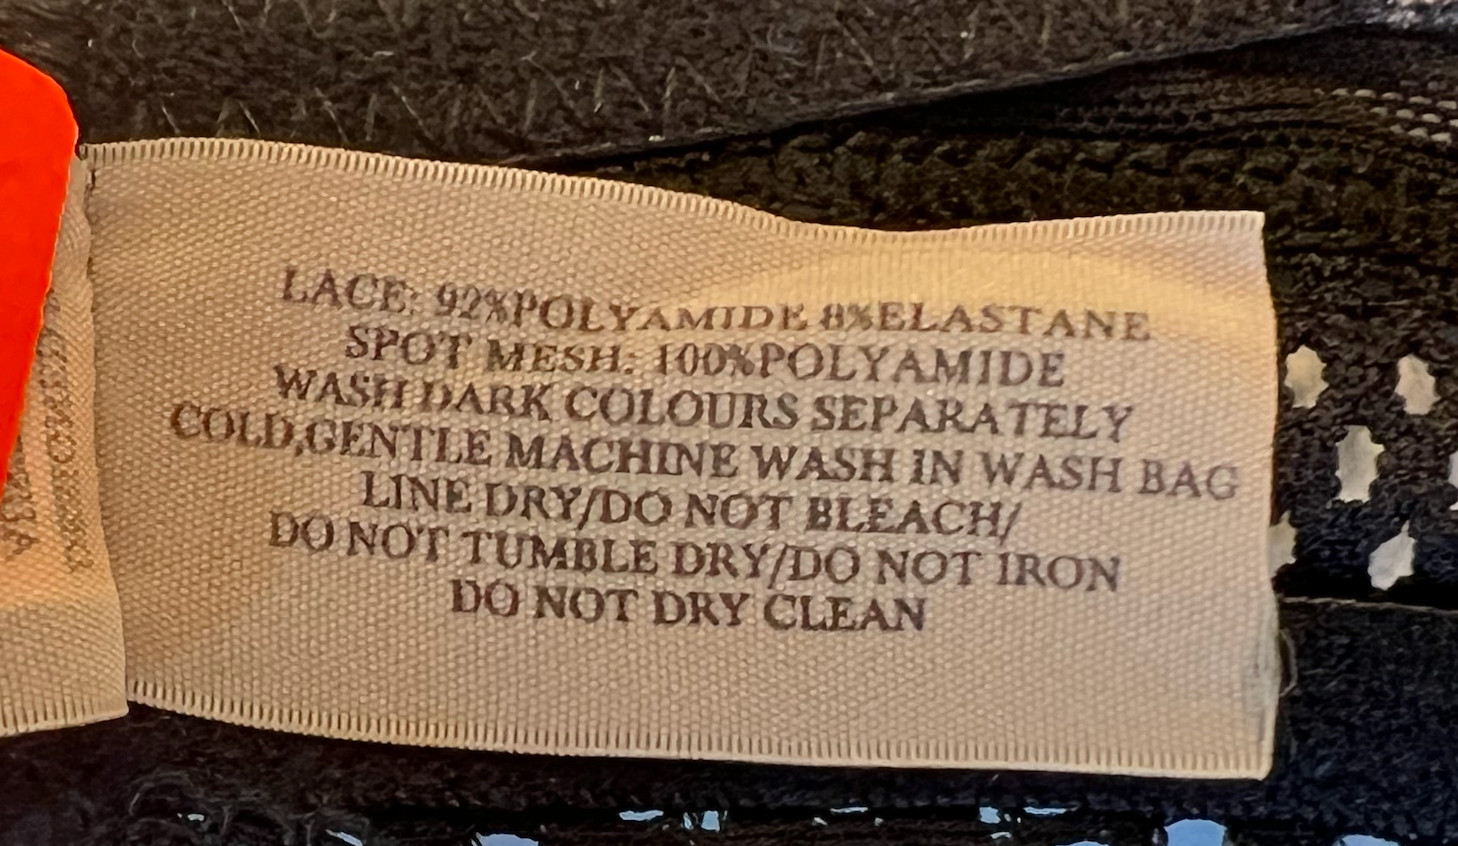 LACE: 92%POLYAMIDE 8%ELASTANE
SPOT MESH: 100%POLYAMIDE
WASH DARK COLOURS SEPARATELY
COLD,GENTLE MACHINE WASH IN WASH BAG
LINE DRY/DO NOT BLEACH/
DO NOT TUMBLE DRY/DO NOT IRON
DO NOT DRY CLEAN